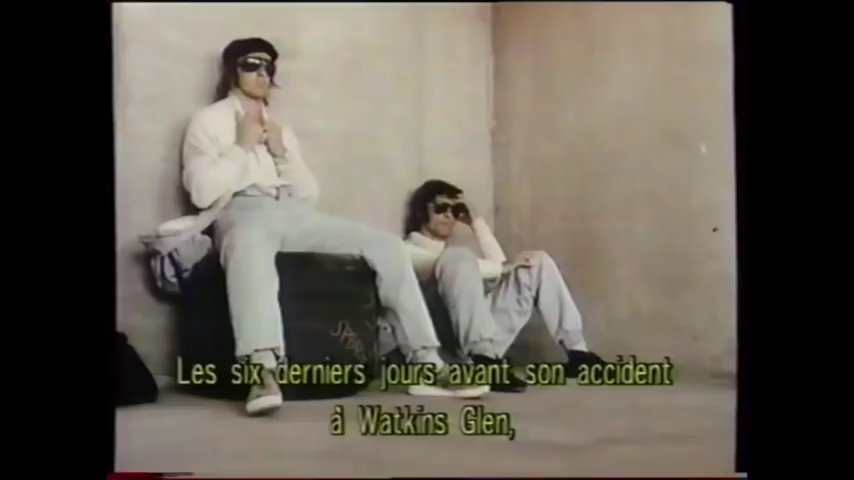 Les six derniers jours avant son accident
à Watkins Glen,